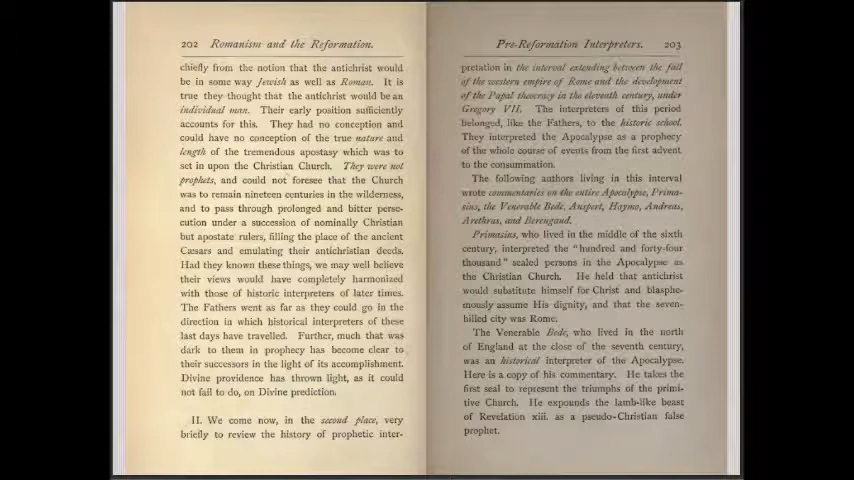 202 Romanism and the Reformation.
chiefly from the notion that the antichrist would
be in some way Jewish as well as Roman. It is
true they thought that the antichrist would be an
individual man. Their early position sufficiently
accounts for this. They had no conception and
could have no conception of the true nature and
length of the tremendous apostasy which was to
set in upon the Christian Church. They were not
prophets, and could not foresee that the Church
was to remain nineteen centuries in the wilderness,
and to pass through prolonged and bitter perse-
cution under a succession of nominally Christian
but apostate rulers, filling the place of the ancient
Cæsars and emulating their antichristian deeds.
Had they known these things, we may well believe
their views would have completely harmonized
with those of historic interpreters of later times.
The Fathers went as far as they could go in the
direction in which historical interpreters of these
last days have travelled. Further, much that was
dark to them in prophecy has become clear to
their successors in the light of its accomplishment.
Divine providence has thrown light, as it could
not fail to do, on Divine prediction.
II. We come now, in the second place, very
briefly to review the history of prophetic inter-
Pre-Reformation Interpreters. 203
pretation in the interval extending between the fall
of the western empire of Rome and the development
of the Papal theocracy in the eleventh century, under
Gregory VII. The interpreters of this period
belonged, like the Fathers, to the historic school.
They interpreted the Apocalypse as a prophecy
of the whole course of events from the first advent
to the consummation.
The following authors living in this interval
wrote commentaries on the entire Apocalypse, Prima-
sius, the Venerable Bede, Anspert, Haymo, Andreas,
Arethras, and Berengaud.
Primasius, who lived in the middle of the sixth
century, interpreted the "hundred and forty-four
thousand" sealed persons in the Apocalypse as
the Christian Church. He held that antichrist
would substitute himself for Christ and blasphe-
mously assume His dignity, and that the seven-
hilled city was Rome.
The Venerable Bede, who lived in the north
of England at the close of the seventh century,
was an historical interpreter of the Apocalypse.
Here is a copy of his commentary. He takes the
first seal to represent the triumphs of the primi-
tive Church. He expounds the lamb-like beast
of Revelation xiii. as a pseudo-Christian false
prophet.